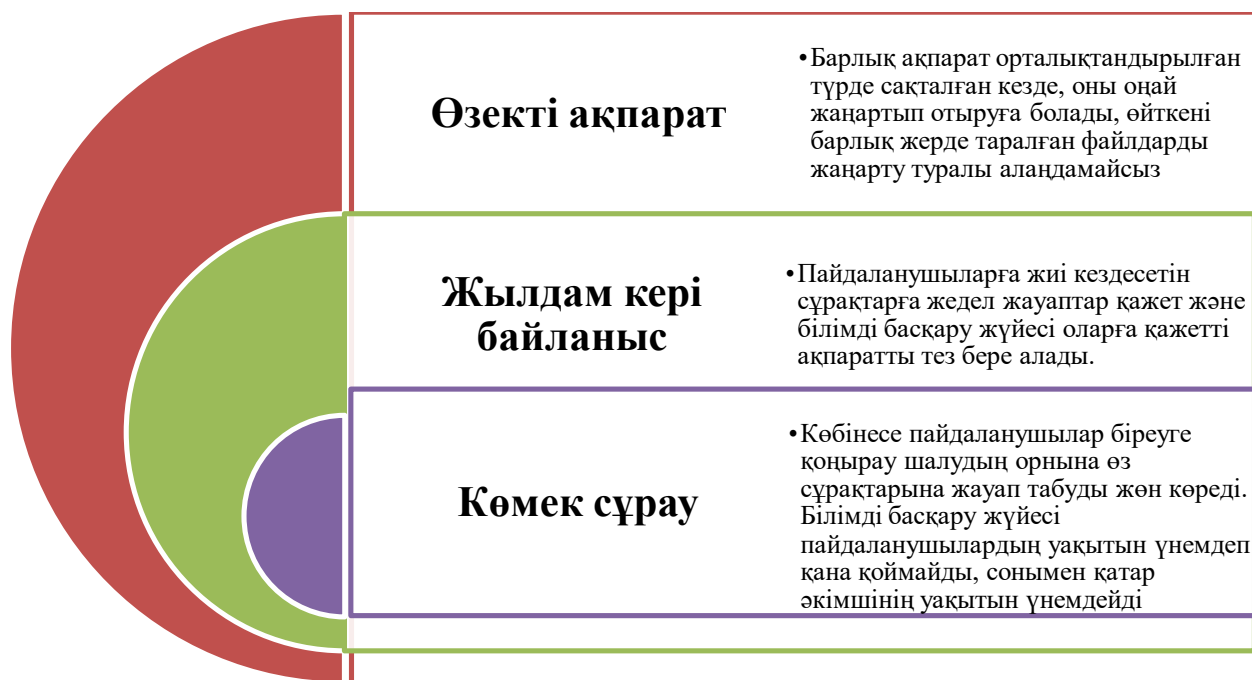 Өзекті ақпарат
•Барлық ақпарат орталықтандырылған
түрде сақталған кезде, оны оңай
жаңартып отыруға болады, өйткені
барлық жерде таралған файлдарды
жаңарту туралы алаңдамайсыз
Жылдам кері
байланыс
•Пайдаланушыларға жиі кездесетін
сұрақтарға жедел жауаптар қажет және
білімді басқару жүйесі оларға қажетті
ақпаратты тез бере алады.
Көмек сұрау
•Көбінесе пайдаланушылар біреуге
қоңырау шалудың орнына өз
сұрақтарына жауап табуды жөн көреді.
Білімді басқару жүйесі
пайдаланушылардың уақытын үнемдеп
қана қоймайды, сонымен қатар
әкімшінің уақытын үнемдейді